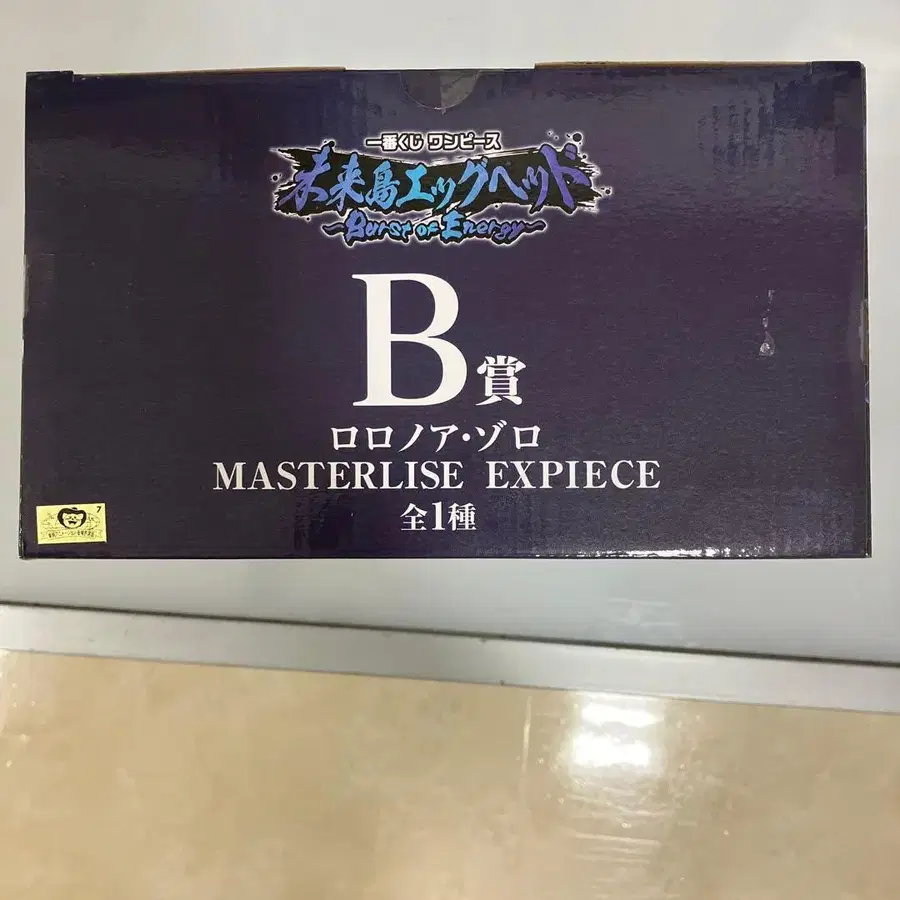 一番くじ ワンピース
未来島エッグヘッド
~Burst of Energy~
B賞
ロロノア・ゾロ
MASTERLISE EXPIECE
全1種
7